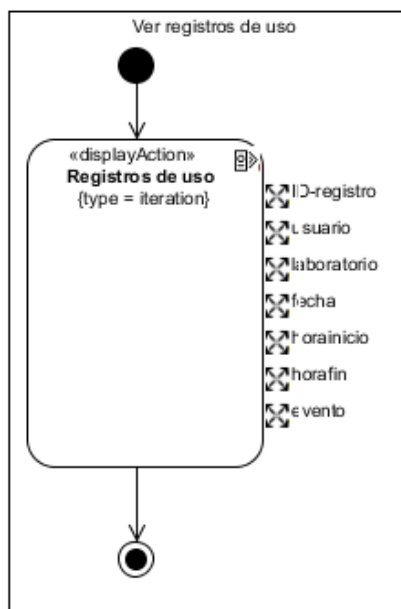 Ver registros de uso
«displayAction»
Registros de uso
{type = iteration}
ID-registro
usuario
laboratorio
fecha
horainicio
horafin
evento